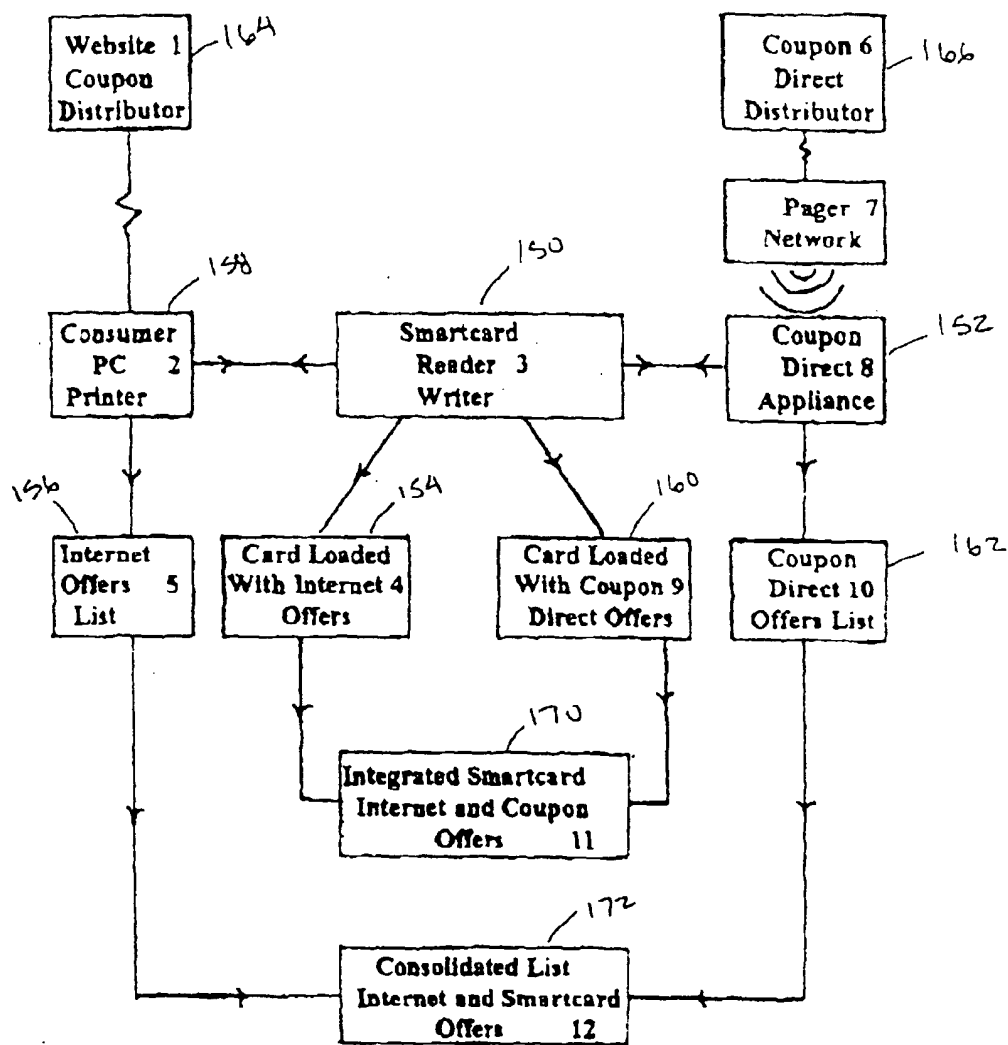 Website 1
Coupon
Distributor
164
Coupon 6
Direct
Distributor
166
Pager 7
Network
158
150
152
Consumer
PC 2
Printer
Smartcard
Reader 3
Writer
Coupon
Direct 8
Appliance
156
154
160
162
Internet
Offers 5
List
Card Loaded
With Internet 4
Offers
Card Loaded
With Coupon 9
Direct Offers
Coupon
Direct 10
Offers List
170
Integrated Smartcard
Internet and Coupon
Offers 11
172
Consolidated List
Internet and Smartcard
Offers 12